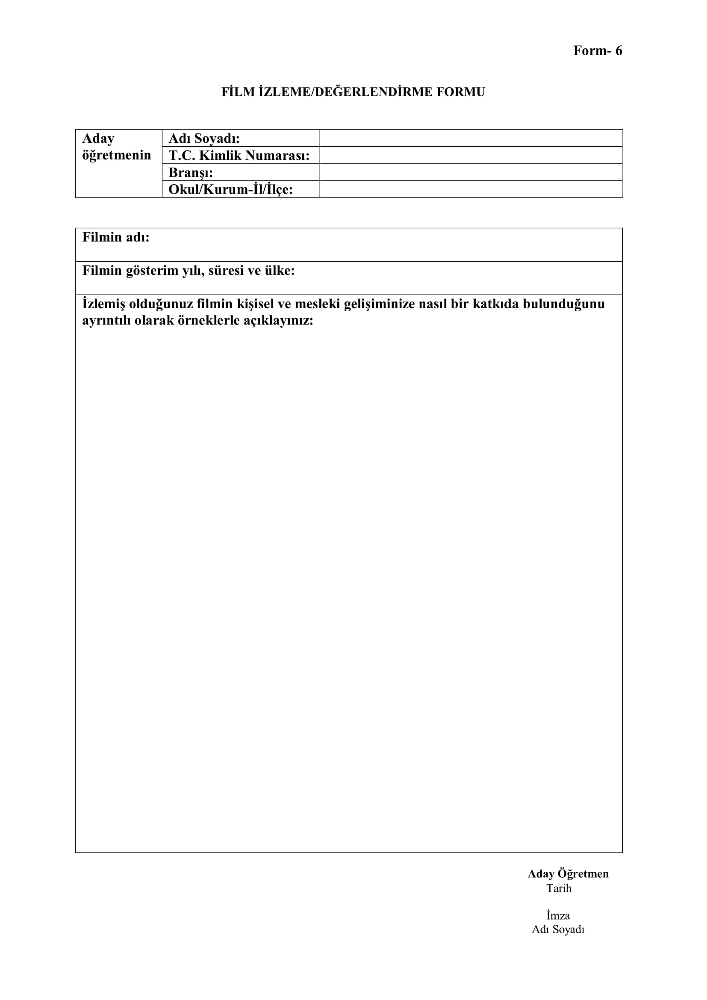 Form- 6
FİLM İZLEME/DEĞERLENDİRME FORMU
Aday
öğretmenin
Adı Soyadı:
T.C. Kimlik Numarası:
Branşı:
Okul/Kurum-İl/İlçe:
Filmin adı:
Filmin gösterim yılı, süresi ve ülke:
İzlemiş olduğunuz filmin kişisel ve mesleki gelişiminize nasıl bir katkıda bulunduğunu
ayrıntılı olarak örneklerle açıklayınız:
Aday Öğretmen
Tarih
İmza
Adı Soyadı